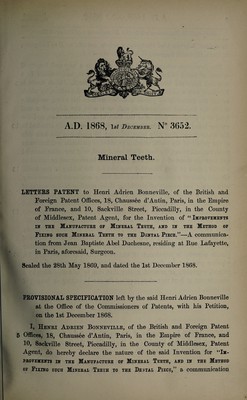 A.D. 1868, 1st DECEMBER. Nº 3652.
Mineral Teeth.
LETTERS PATENT to Henri Adrien Bonneville, of the British and
Foreign Patent Offices, 18, Chaussée d'Antin, Paris, in the Empire
of France, and 10, Sackville Street, Piccadilly, in the County
of Middlesex, Patent Agent, for the Invention of "IMPROVEMENTS
IN THE MANUFACTURE OF MINERAL TEETH, AND IN THE METHOD OF
FIXING SUCH MINERAL TEETH TO THE DENTAL PIECE."—A communica-
tion from Jean Baptiste Abel Duchesne, residing at Rue Lafayette,
in Paris, aforesaid, Surgeon.
Sealed the 28th May 1869, and dated the 1st December 1868.
PROVISIONAL SPECIFICATION left by the said Henri Adrien Bonneville
at the Office of the Commissioners of Patents, with his Petition,
on the 1st December 1868.
I, HENRI ADRIEN BONNEVILLE, of the British and Foreign Patent
5 Offices, 18, Chaussée d'Antin, Paris, in the Empire of France, and
10, Sackville Street, Piccadilly, in the County of Middlesex, Patent
Agent, do hereby declare the nature of the said Invention for "IM-
PROVEMENTS IN THE MANUFACTURE OF MINERAL TEETH, AND IN THE METHOD
OF FIXING SUCH MINERAL TEETH TO THE DENTAL PIECE," a communication